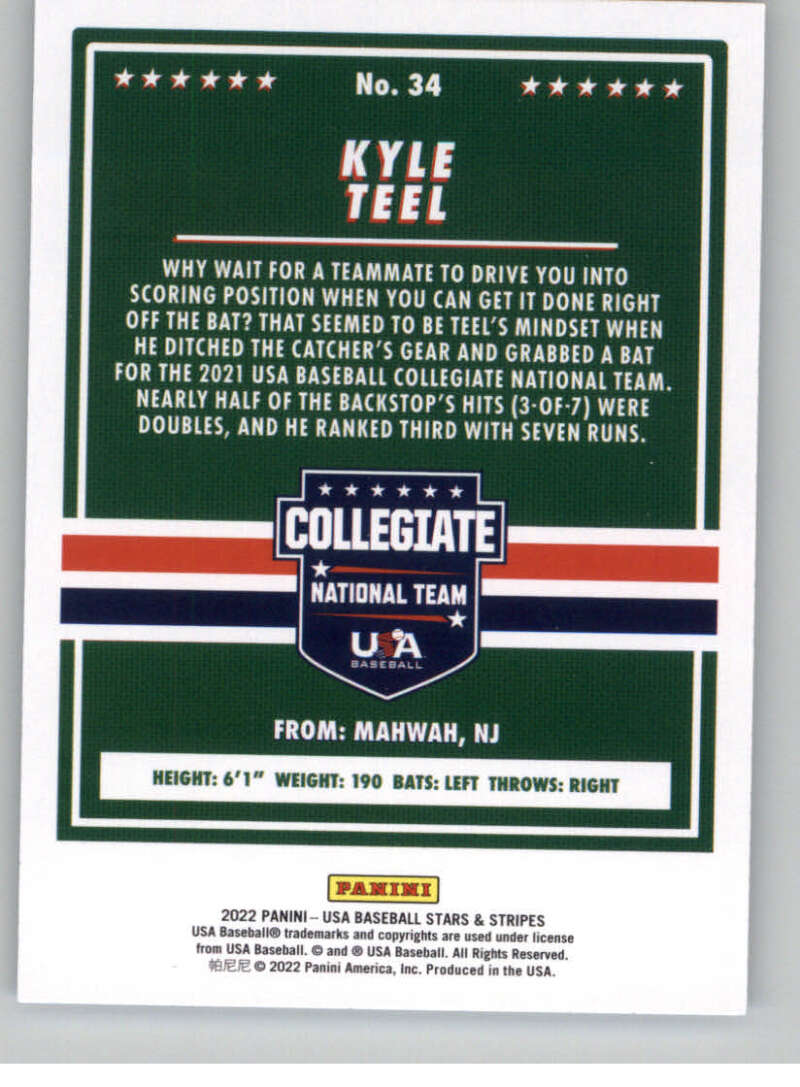 No. 34
KYLE
TEEL
WHY WAIT FOR A TEAMMATE TO DRIVE YOU INTO
SCORING POSITION WHEN YOU CAN GET IT DONE RIGHT
OFF THE BAT? THAT SEEMED TO BE TEEL'S MINDSET WHEN
HE DITCHED THE CATCHER'S GEAR AND GRABBED A BAT
FOR THE 2021 USA BASEBALL COLLEGIATE NATIONAL TEAM.
NEARLY HALF OF THE BACKSTOP'S HITS (3-OF-7) WERE
DOUBLES, AND HE RANKED THIRD WITH SEVEN RUNS.
COLLEGIATE
NATIONAL TEAM
USA
BASEBALL
FROM: MAHWAH, NJ
HEIGHT: 6'1" WEIGHT: 190 BATS: LEFT THROWS: RIGHT
PANINI
2022 PANINI – USA BASEBALL STARS & STRIPES
USA Baseball® trademarks and copyrights are used under license
from USA Baseball. © and ® USA Baseball. All Rights Reserved.
帕尼尼 © 2022 Panini America, Inc. Produced in the USA.